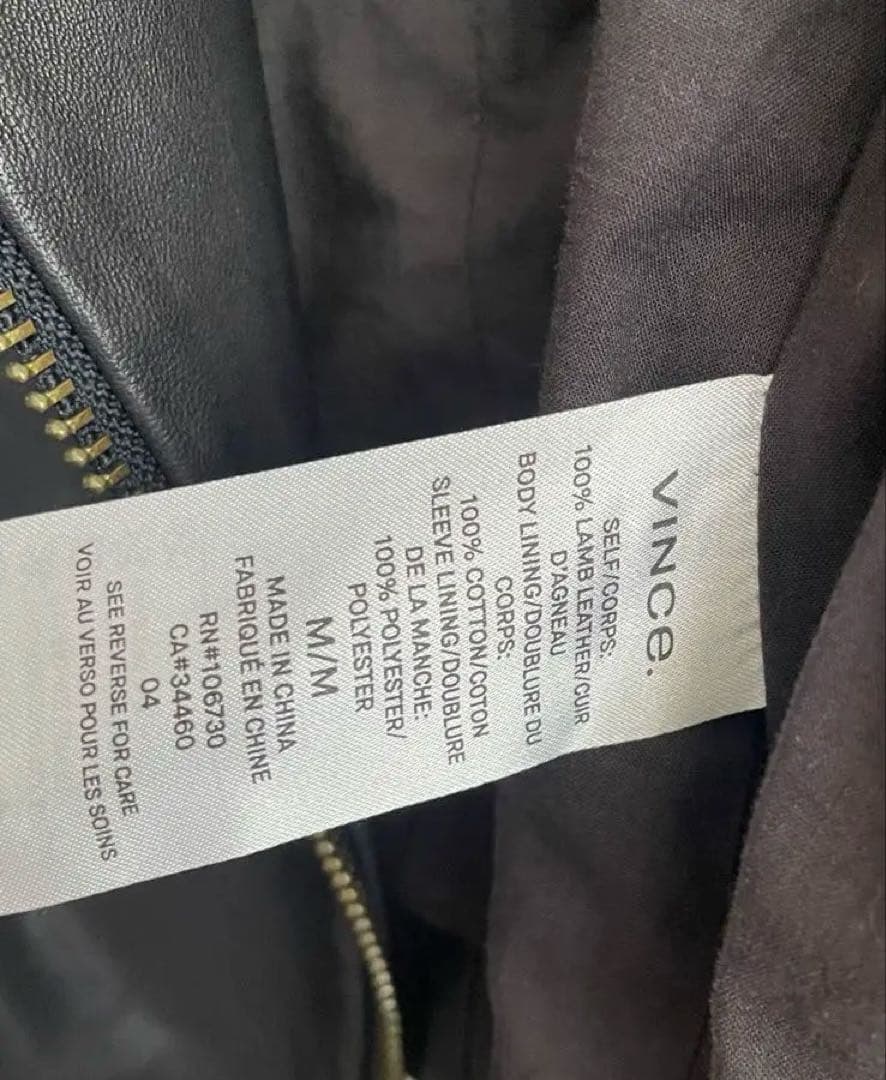 VINCE.
SELF/CORPS:
100% LAMB LEATHER/CUIR
D'AGNEAU
BODY LINING/DOUBLURE DU
CORPS:
100% COTTON/COTON
SLEEVE LINING/DOUBLURE
DE LA MANCHE:
100% POLYESTER/
POLYESTER
M/M
MADE IN CHINA
FABRIQUÉ EN CHINE
RN#106730
CA#34460
04
SEE REVERSE FOR CARE
VOIR AU VERSO POUR LES SOINS